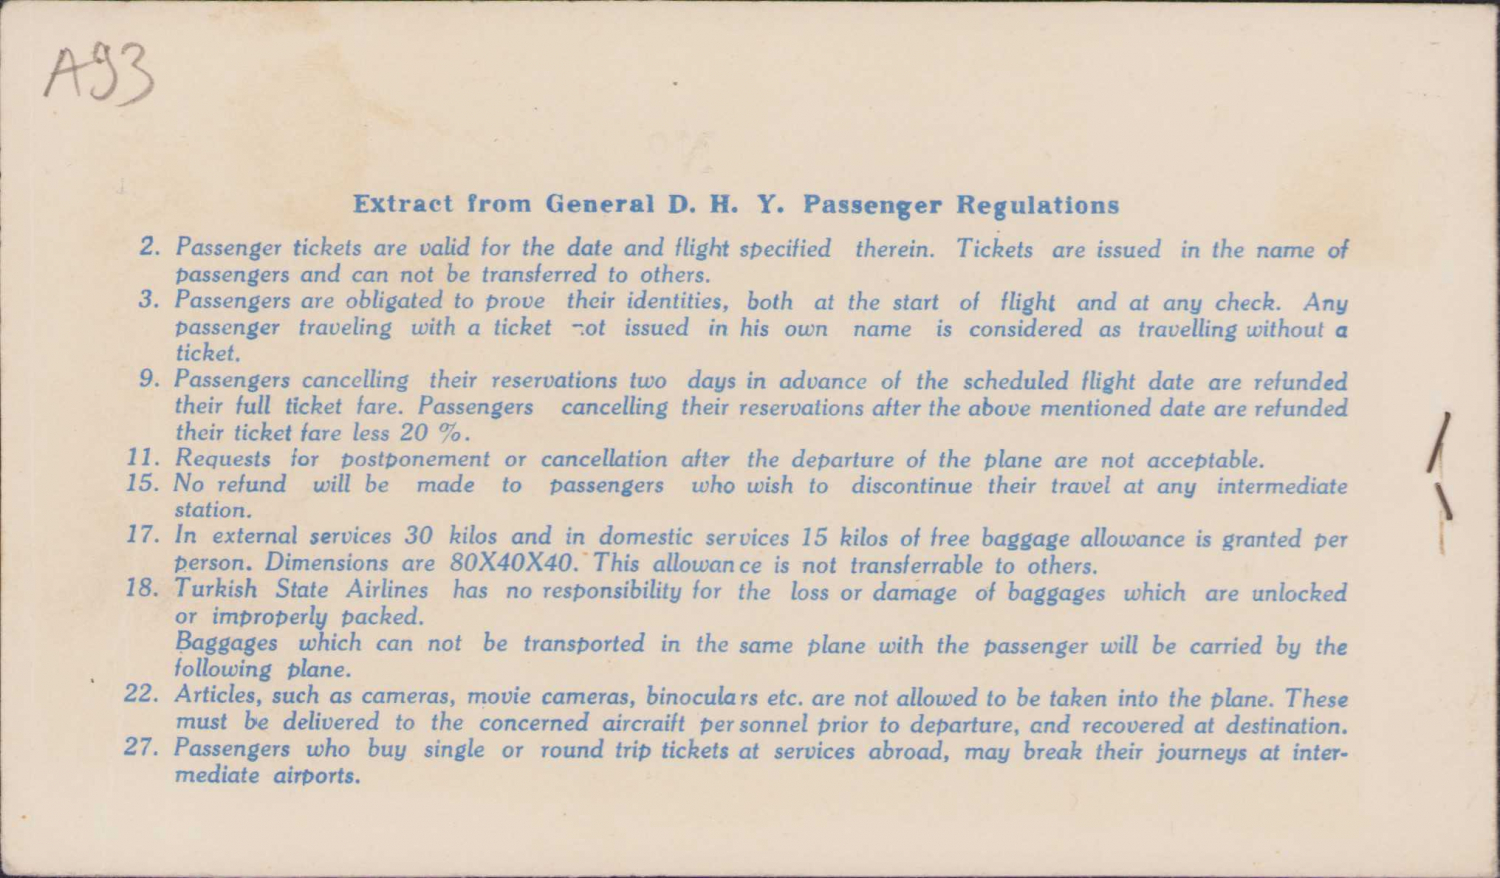 A93
Extract from General D. H. Y. Passenger Regulations
2. Passenger tickets are valid for the date and flight specified therein. Tickets are issued in the name of
passengers and can not be transferred to others.
3. Passengers are obligated to prove their identities, both at the start of flight and at any check. Any
passenger traveling with a ticket not issued in his own name is considered as travelling without a
ticket.
9. Passengers cancelling their reservations two days in advance of the scheduled flight date are refunded
their full ticket fare. Passengers cancelling their reservations after the above mentioned date are refunded
their ticket fare less 20 %.
11. Requests for postponement or cancellation after the departure of the plane are not acceptable.
15. No refund will be made to passengers who wish to discontinue their travel at any intermediate
station.
17. In external services 30 kilos and in domestic services 15 kilos of free baggage allowance is granted per
person. Dimensions are 80X40X40. This allowance is not transferrable to others.
18. Turkish State Airlines has no responsibility for the loss or damage of baggages which are unlocked
or improperly packed.
Baggages which can not be transported in the same plane with the passenger will be carried by the
following plane.
22. Articles, such as cameras, movie cameras, binoculars etc. are not allowed to be taken into the plane. These
must be delivered to the concerned aircraift personnel prior to departure, and recovered at destination.
27. Passengers who buy single or round trip tickets at services abroad, may break their journeys at inter-
mediate airports.